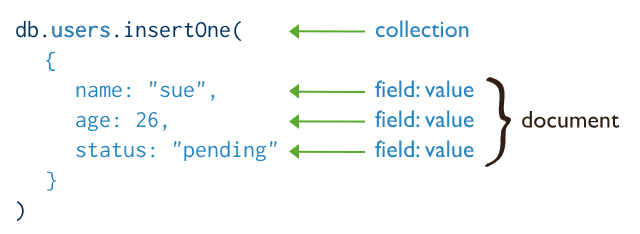 db.users.insertOne( collection
{
name: "sue", field: value
age: 26, field: value document
status: "pending" field: value
}
)